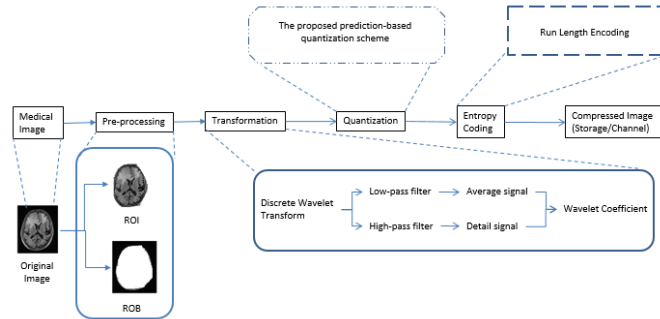 The proposed prediction-based
quantization scheme
Run Length Encoding
Medical
Image
Pre-processing
Transformation
Quantization
Entropy
Coding
Compressed Image
(Storage/Channel)
ROI
Original
Image
ROB
Discrete Wavelet
Transform
Low-pass filter
Average signal
High-pass filter
Detail signal
Wavelet Coefficient